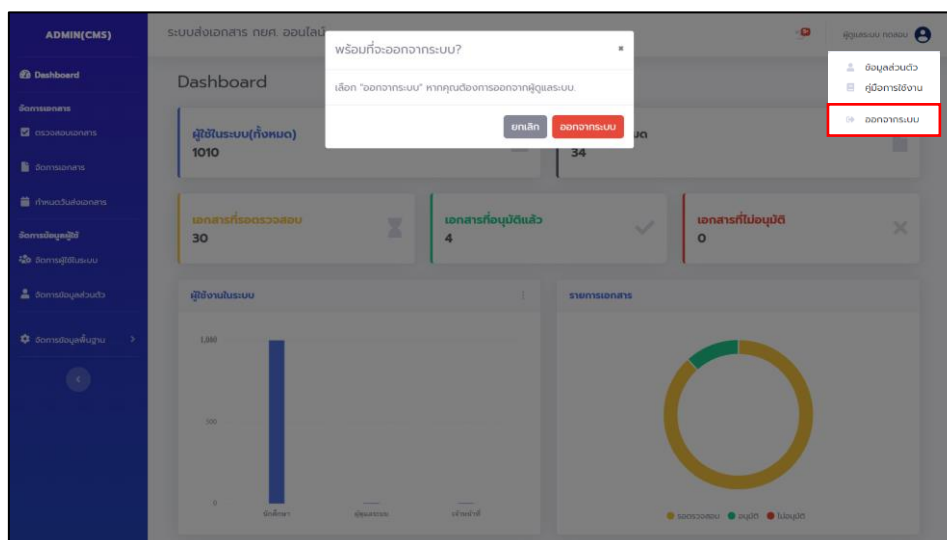 ADMIN(CMS)
ระบบส่งเอกสาร กยศ. ออนไลน์
ผู้ดูแลระบบ ทดสอบ
พร้อมที่จะออกจากระบบ?
×
เลือก "ออกจากระบบ" หากคุณต้องการออกจากผู้ดูแลระบบ.
ยกเลิก
ออกจากระบบ
ข้อมูลส่วนตัว
คู่มือการใช้งาน
ออกจากระบบ
Dashboard
จัดการเอกสาร
ตรวจสอบเอกสาร
จัดการเอกสาร
กำหนดวันส่งเอกสาร
จัดการข้อมูลผู้ใช้
จัดการผู้ใช้ในระบบ
จัดการข้อมูลส่วนตัว
จัดการข้อมูลพื้นฐาน
Dashboard
ผู้ใช้ในระบบ(ทั้งหมด)
1010
34
เอกสารที่รอตรวจสอบ
30
เอกสารที่อนุมัติแล้ว
4
เอกสารที่ไม่อนุมัติ
0
ผู้ใช้งานในระบบ
500
0
นักศึกษา
ผู้ดูแลระบบ
เจ้าหน้าที่
รายการเอกสาร
รอตรวจสอบ อนุมัติ ไม่อนุมัติ